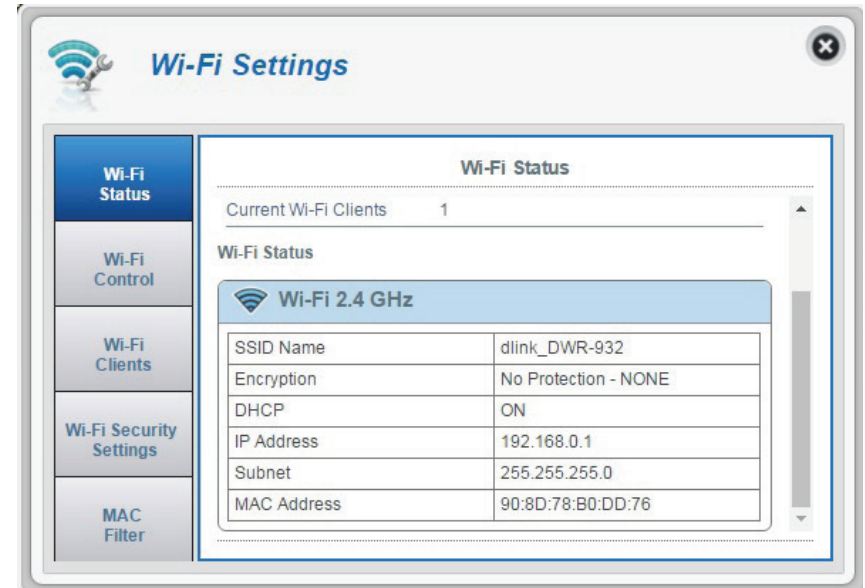 Wi-Fi Settings
Wi-Fi
Status
Wi-Fi
Control
Wi-Fi
Clients
Wi-Fi Security
Settings
MAC
Filter
Wi-Fi Status
Current Wi-Fi Clients 1
Wi-Fi Status
Wi-Fi 2.4 GHz
SSID Name dlink_DWR-932
Encryption No Protection - NONE
DHCP ON
IP Address 192.168.0.1
Subnet 255.255.255.0
MAC Address 90:8D:78:B0:DD:76